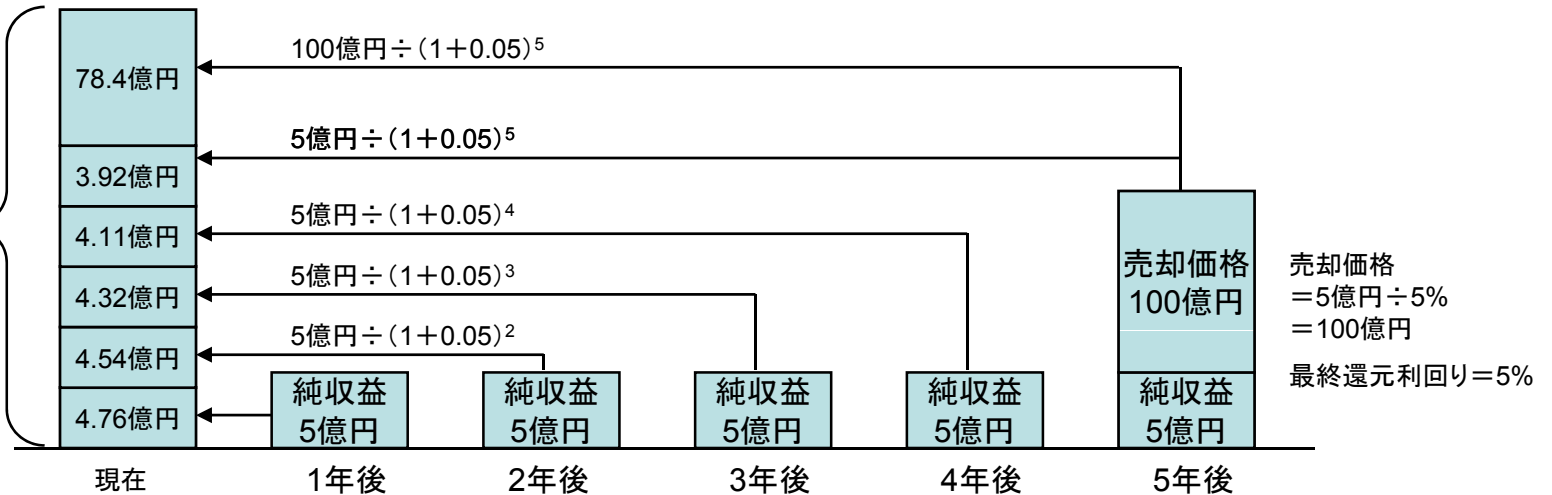 100億円÷(1+0.05)5
78.4億円
5億円÷(1+0.05)5
3.92億円
5億円÷(1+0.05)4
4.11億円
5億円÷(1+0.05)3
4.32億円
5億円÷(1+0.05)2
4.54億円
4.76億円
純収益
5億円
純収益
5億円
純収益
5億円
純収益
5億円
売却価格
100億円
純収益
5億円
売却価格
=5億円÷5%
=100億円
最終還元利回り=5%
現在
1年後
2年後
3年後
4年後
5年後